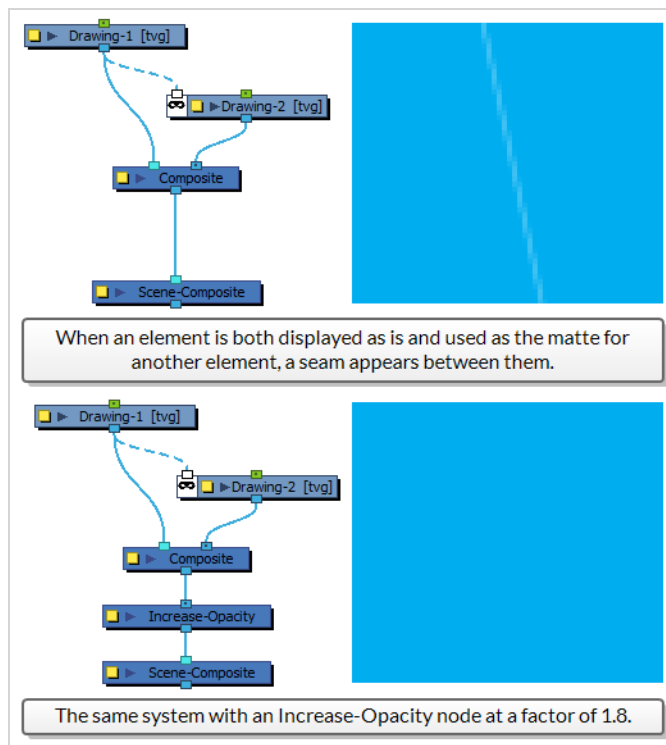 Drawing-1 [tvg]
Drawing-2 [tvg]
Composite
Scene-Composite
When an element is both displayed as is and used as the matte for
another element, a seam appears between them.
Drawing-1 [tvg]
Drawing-2 [tvg]
Composite
Increase-Opacity
Scene-Composite
The same system with an Increase-Opacity node at a factor of 1.8.